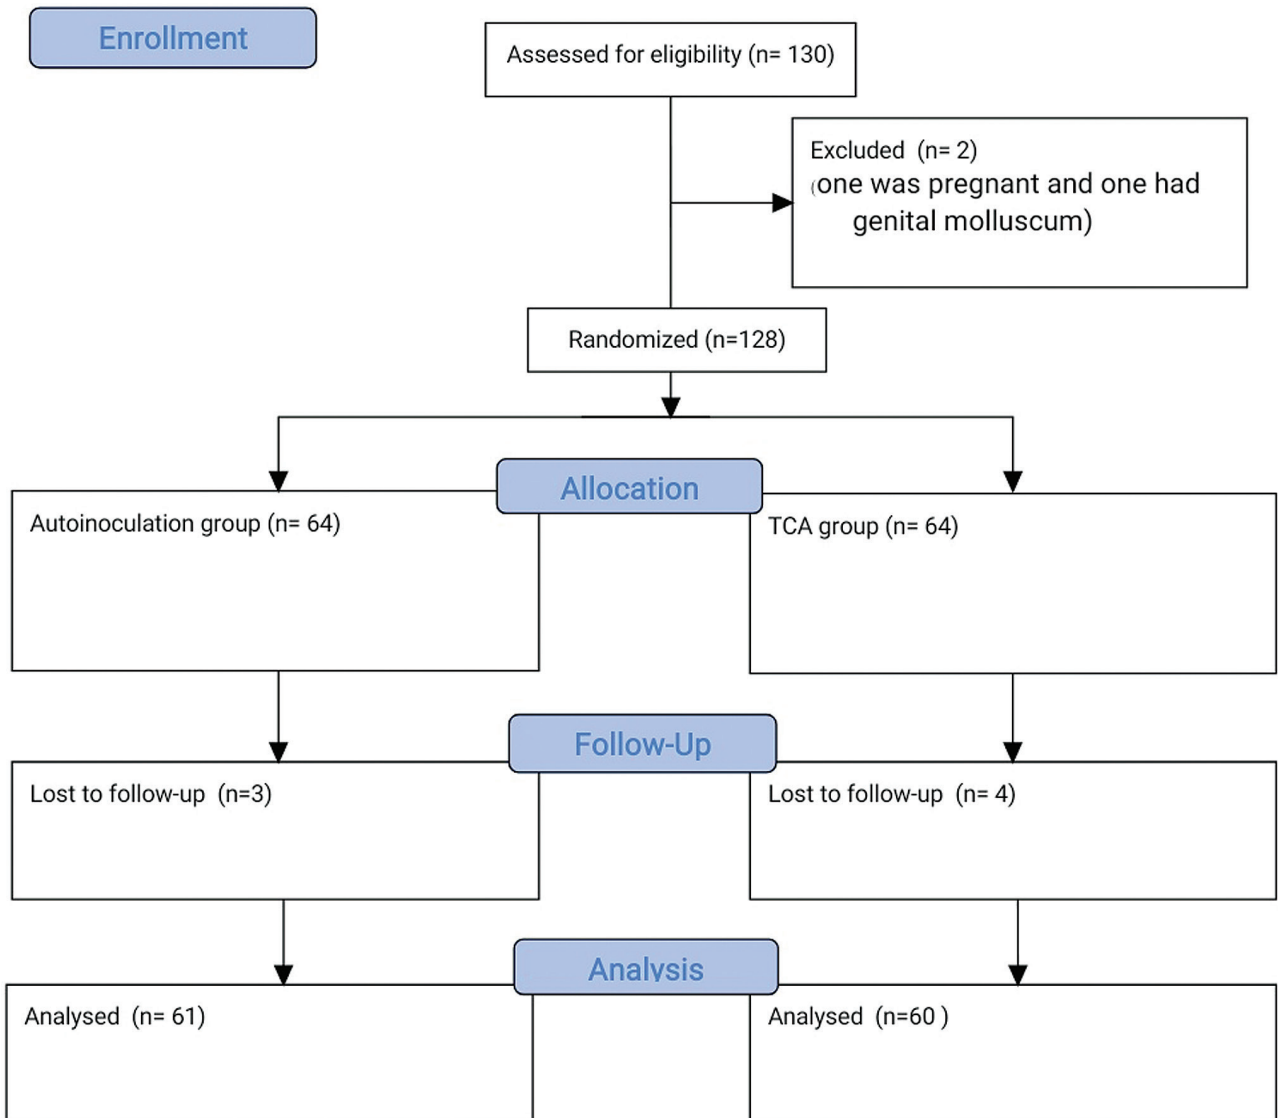 Enrollment
Assessed for eligibility (n= 130)
Excluded (n= 2)
(one was pregnant and one had
genital molluscum)
Randomized (n=128)
Allocation
Autoinoculation group (n= 64)
TCA group (n= 64)
Follow-Up
Lost to follow-up (n=3)
Lost to follow-up (n= 4)
Analysis
Analysed (n= 61)
Analysed (n=60 )